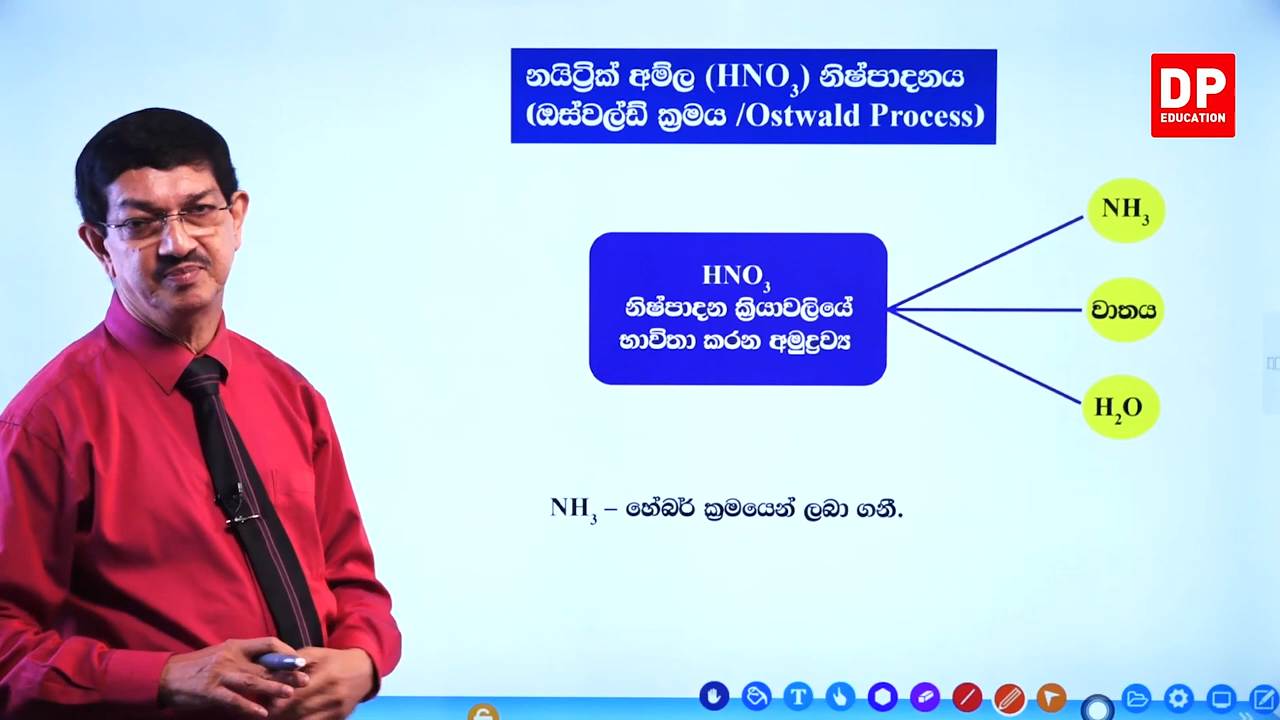 නයිට්‍රික් අම්ල (HNO₃) නිෂ්පාදනය
(ඔස්වල්ඩ් ක්‍රමය /Ostwald Process)
DP
EDUCATION
HNO₃
නිෂ්පාදන ක්‍රියාවලියේ
භාවිතා කරන අමුද්‍රව්‍ය
NH₃
වාතය
H₂O
NH₃ – හේබර් ක්‍රමයෙන් ලබා ගනී.